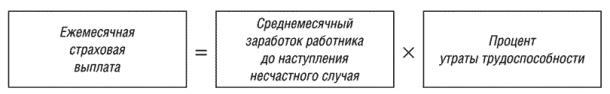 Ежемесячная
страховая
выплата
=
Среднемесячный
заработок работника
до наступления
несчастного случая
×
Процент
утраты трудоспособности